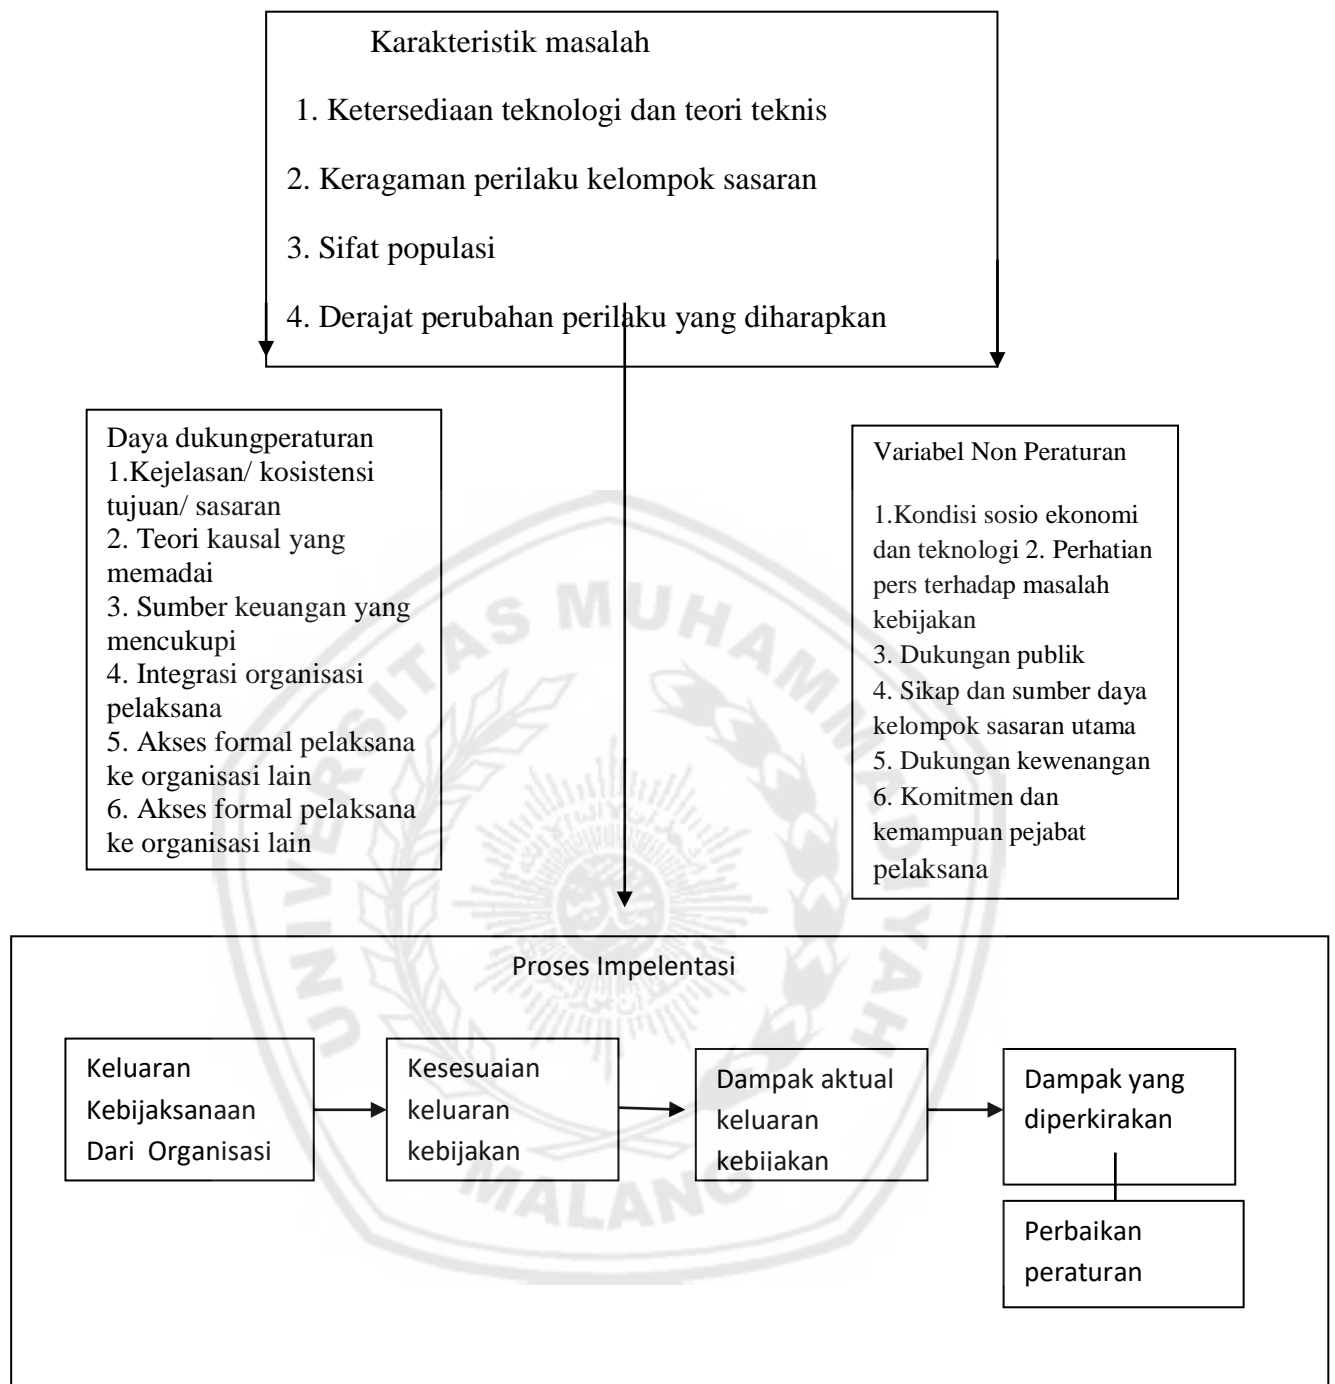 Karakteristik masalah
1. Ketersediaan teknologi dan teori teknis
2. Keragaman perilaku kelompok sasaran
3. Sifat populasi
4. Derajat perubahan perilaku yang diharapkan
Daya dukungperaturan
1.Kejelasan/ kosistensi
tujuan/ sasaran
2. Teori kausal yang
memadai
3. Sumber keuangan yang
mencukupi
4. Integrasi organisasi
pelaksana
5. Akses formal pelaksana
ke organisasi lain
6. Akses formal pelaksana
ke organisasi lain
Variabel Non Peraturan
1.Kondisi sosio ekonomi
dan teknologi 2. Perhatian
pers terhadap masalah
kebijakan
3. Dukungan publik
4. Sikap dan sumber daya
kelompok sasaran utama
5. Dukungan kewenangan
6. Komitmen dan
kemampuan pejabat
pelaksana
Proses Impelentasi
Keluaran
Kebijaksanaan
Dari Organisasi
Kesesuaian
keluaran
kebijakan
Dampak aktual
keluaran
kebijakan
Dampak yang
diperkirakan
Perbaikan
peraturan
UNIVERSITAS MUHAMMADIYAH
MALANG